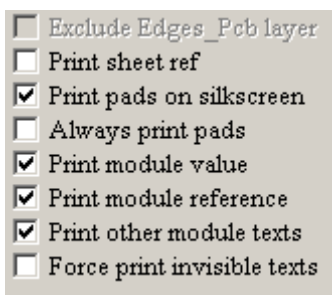 Exclude Edges_Pcb layer
Print sheet ref
Print pads on silkscreen
Always print pads
Print module value
Print module reference
Print other module texts
Force print invisible texts